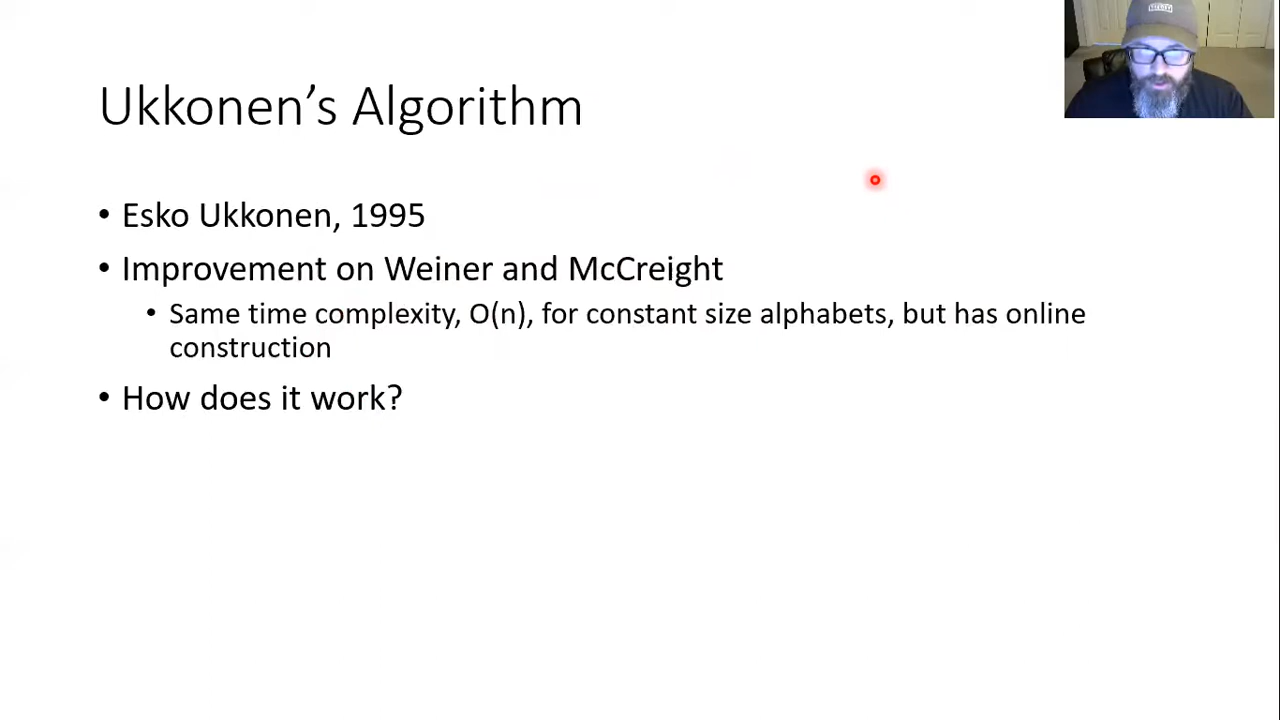 Ukkonen's Algorithm
• Esko Ukkonen, 1995
• Improvement on Weiner and McCreight
• Same time complexity, O(n), for constant size alphabets, but has online
construction
• How does it work?